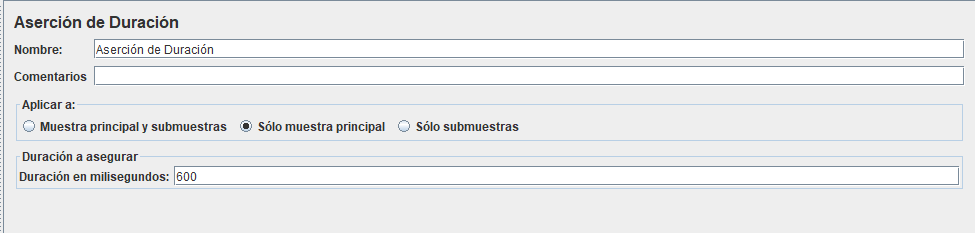 Aserción de Duración
Nombre: Aserción de Duración
Comentarios
Aplicar a:
Muestra principal y submuestras Sólo muestra principal Sólo submuestras
Duración a asegurar
Duración en milisegundos: 600